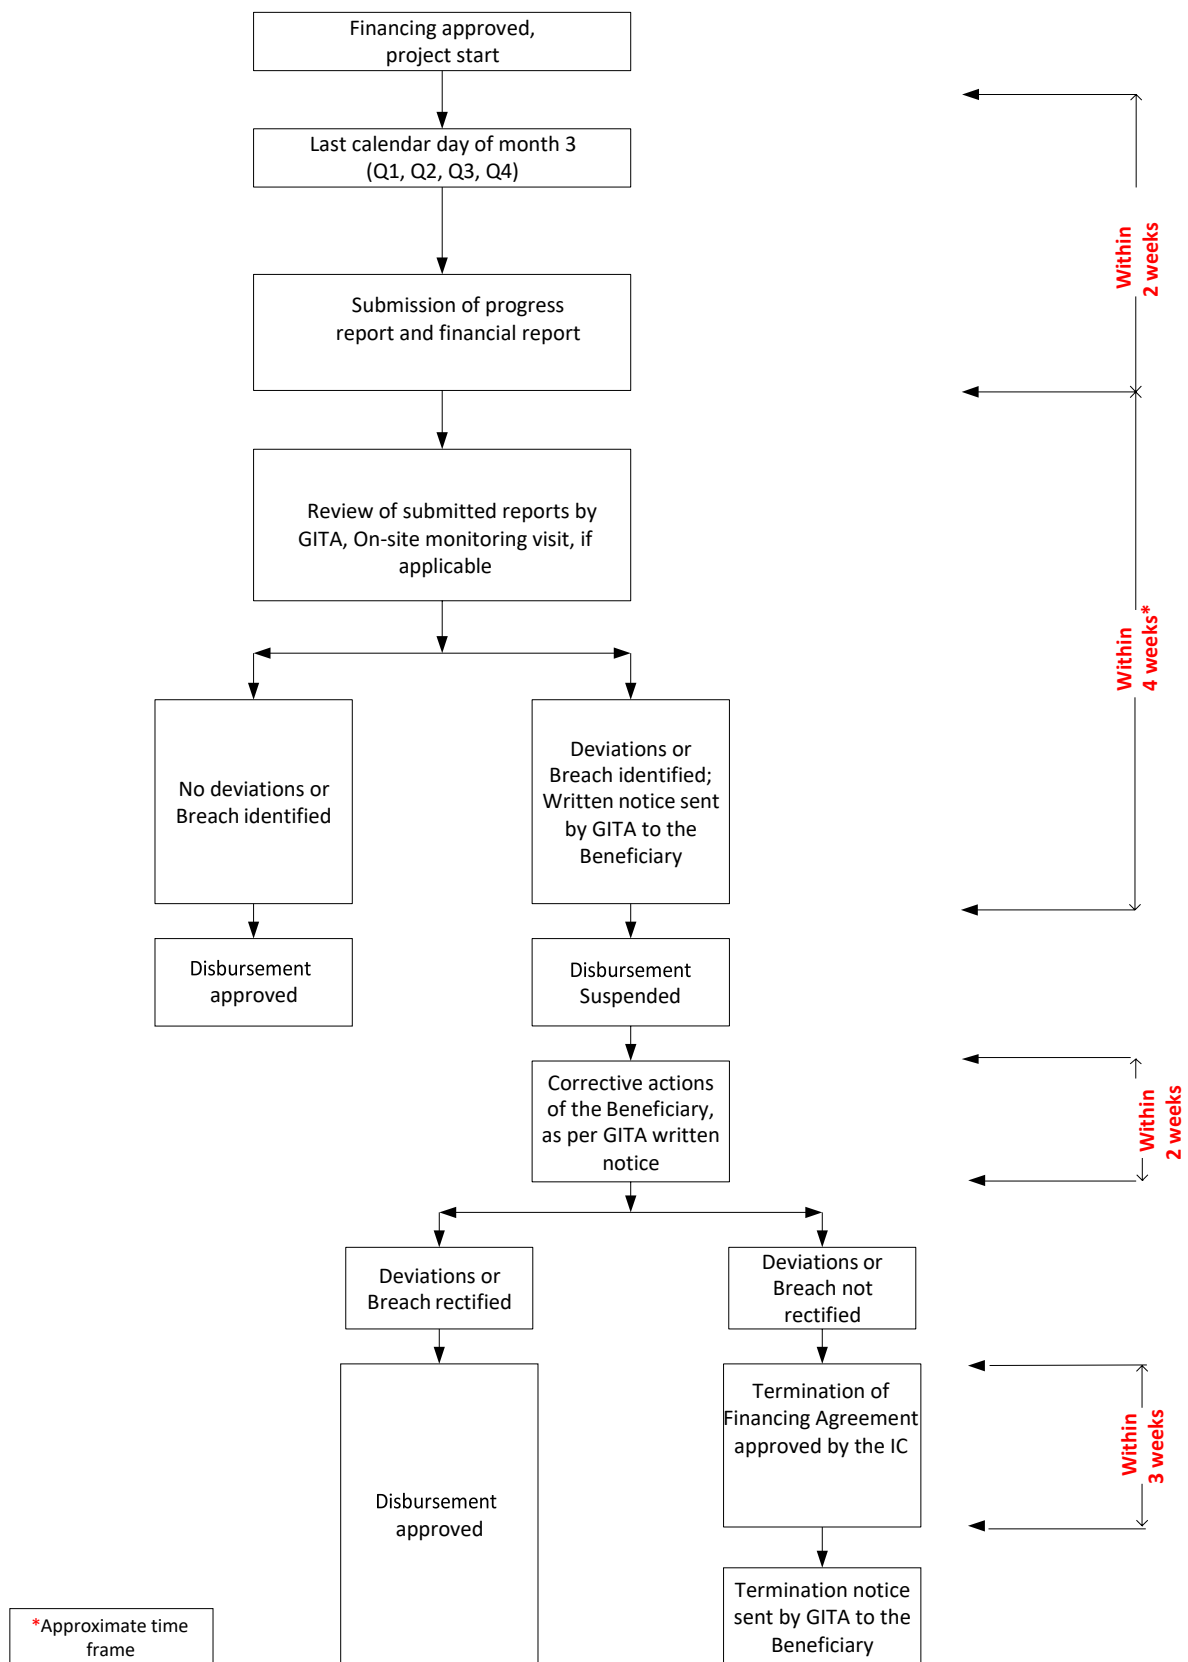 Financing approved,
project start
Last calendar day of month 3
(Q1, Q2, Q3, Q4)
Within
2 weeks
Submission of progress
report and financial report
Review of submitted reports by
GITA, On-site monitoring visit, if
applicable
Within
4 weeks*
No deviations or
Breach identified
Deviations or
Breach identified;
Written notice sent
by GITA to the
Beneficiary
Disbursement
approved
Disbursement
Suspended
Corrective actions
of the Beneficiary,
as per GITA written
notice
Within
2 weeks
Deviations or
Breach rectified
Deviations or
Breach not
rectified
Termination of
Financing Agreement
approved by the IC
Within
3 weeks
Disbursement
approved
Termination notice
sent by GITA to the
Beneficiary
*Approximate time
frame